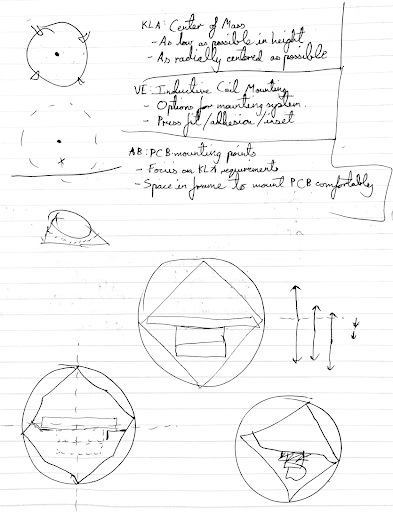 KLA: Center of Mass
- As low as possible in height
- As radially centered as possible
VE: Inductive Coil Mounting
- Options for mounting system.
- Press fit/adhesion/inset
AB: PCB mounting points
- Focus on KLA requirements
- Space in frame to mount PCB comfortably